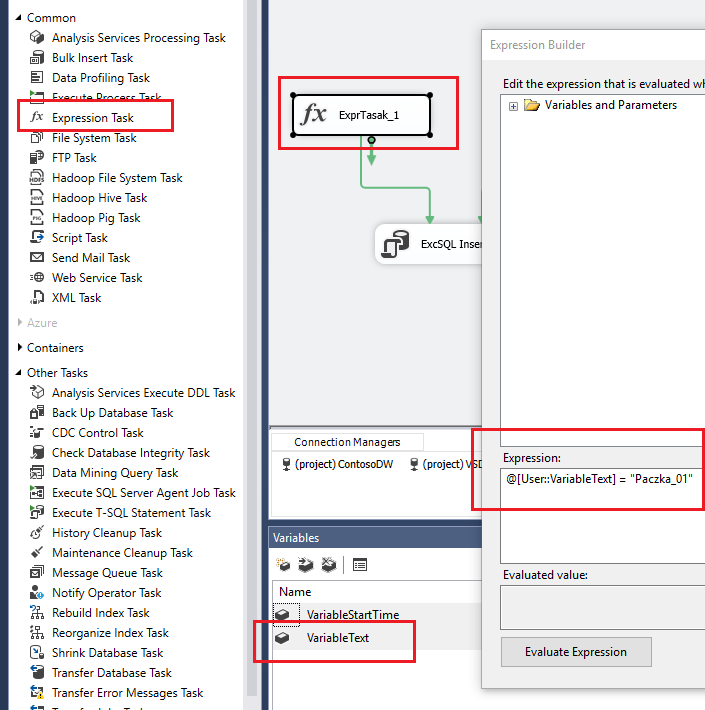 Common
Analysis Services Processing Task
Bulk Insert Task
Data Profiling Task
Execute Process Task
fx Expression Task
File System Task
FTP Task
Hadoop File System Task
Hadoop Hive Task
Hadoop Pig Task
Script Task
Send Mail Task
Web Service Task
XML Task
Azure
Containers
Other Tasks
Analysis Services Execute DDL Task
Back Up Database Task
CDC Control Task
Check Database Integrity Task
Data Mining Query Task
Execute SQL Server Agent Job Task
Execute T-SQL Statement Task
History Cleanup Task
Maintenance Cleanup Task
Message Queue Task
Notify Operator Task
Rebuild Index Task
Reorganize Index Task
Shrink Database Task
Transfer Database Task
Transfer Error Messages Task
fx ExprTasak_1
ExcSQL Inser
Connection Managers
(project) ContosoDW
(project) VSD
Variables
Name
VariableStartTime
VariableText
Expression Builder
Edit the expression that is evaluated wh
Variables and Parameters
Expression:
@[User::VariableText] = "Paczka_01"
Evaluated value:
Evaluate Expression